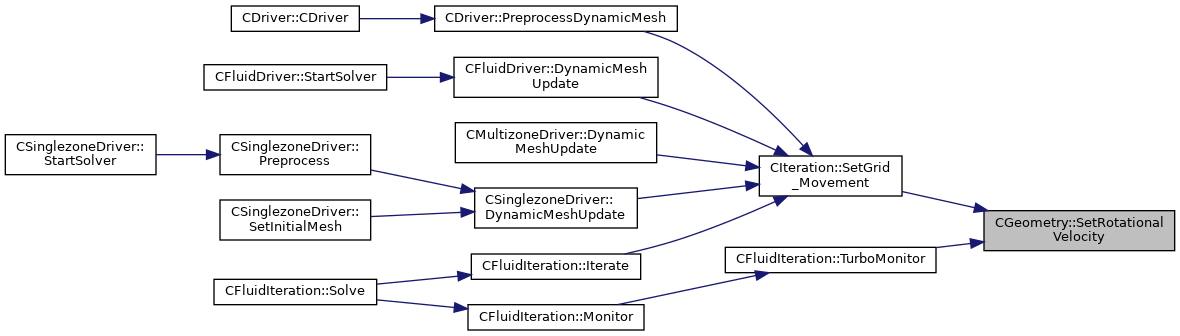 CDriver::CDriver
CDriver::PreprocessDynamicMesh
CFluidDriver::StartSolver
CFluidDriver::DynamicMesh
Update
CMultizoneDriver::Dynamic
MeshUpdate
CSinglezoneDriver::
StartSolver
CSinglezoneDriver::
Preprocess
CIteration::SetGrid
_Movement
CSinglezoneDriver::
DynamicMeshUpdate
CSinglezoneDriver::
SetInitialMesh
CGeometry::SetRotational
Velocity
CFluidIteration::Iterate
CFluidIteration::TurboMonitor
CFluidIteration::Solve
CFluidIteration::Monitor